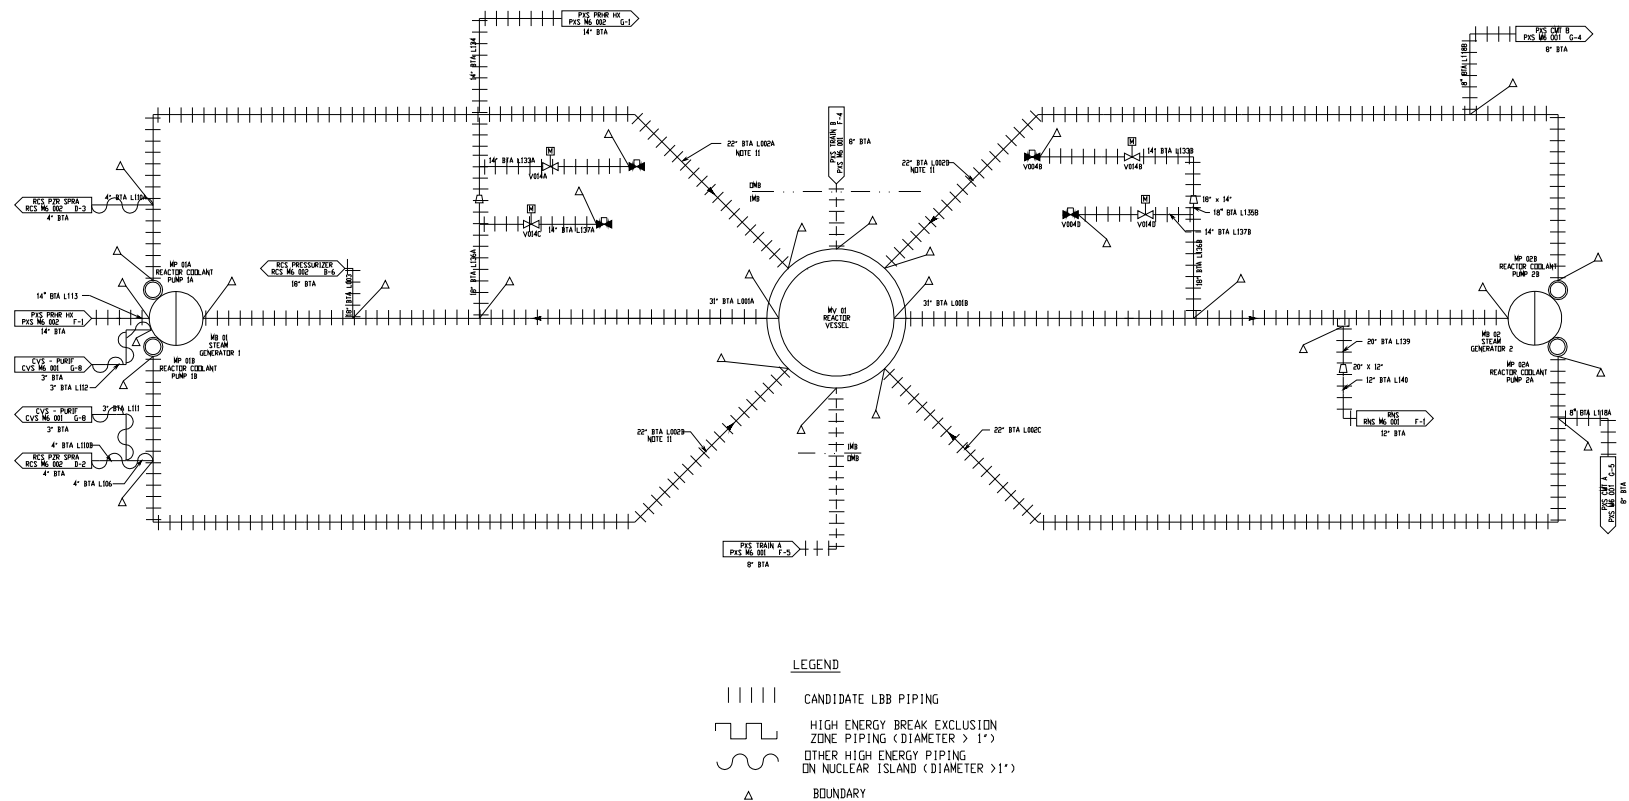 PXS PRHR HX
PXS M6 002 G-1
14" BTA
14" BTA L134
PXS CMT B
PXS M6 001 G-4
8" BTA
8" BTA L118B
PXS TRAIN B
PXS M6 001 F-4
8" BTA
22" BTA L002A
NOTE 11
22" BTA L002D
NOTE 11
M
14" BTA L133A
V014A
M
V014C
14" BTA L137A
V004B
M
V014B
14" BTA L133B
OMB
IMB
18" x 14"
18" BTA L135B
V004D
M
V014D
14" BTA L137B
RCS PZR SPRA
RCS M6 002 D-3
4" BTA
4" BTA L110A
18" BTA L136A
18" BTA L136B
MP 01A
REACTOR COOLANT
PUMP 1A
RCS PRESSURIZER
RCS M6 002 B-6
18" BTA
18" BTA L003
MP 02B
REACTOR COOLANT
PUMP 2B
14" BTA L113
31" BTA L001A
31" BTA L001B
PXS PRHR HX
PXS M6 002 F-1
14" BTA
MV 01
REACTOR
VESSEL
MB 01
STEAM
GENERATOR 1
MB 02
STEAM
GENERATOR 2
MP 01B
REACTOR COOLANT
PUMP 1B
CVS - PURIF
CVS M6 001 G-8
3" BTA
3" BTA L112
20" BTA L139
20" X 12"
12" BTA L140
MP 02A
REACTOR COOLANT
PUMP 2A
CVS - PURIF
CVS M6 001 G-8
3" BTA
3" BTA L111
RNS
RNS M6 001 F-1
12" BTA
8" BTA L118A
22" BTA L002B
NOTE 11
22" BTA L002C
4" BTA L110B
RCS PZR SPRA
RCS M6 002 D-2
4" BTA
4" BTA L106
IMB
OMB
PXS CMT A
PXS M6 001 G-5
8" BTA
PXS TRAIN A
PXS M6 001 F-5
8" BTA
LEGEND
CANDIDATE LBB PIPING
HIGH ENERGY BREAK EXCLUSION
ZONE PIPING (DIAMETER > 1")
OTHER HIGH ENERGY PIPING
ON NUCLEAR ISLAND (DIAMETER >1")
BOUNDARY